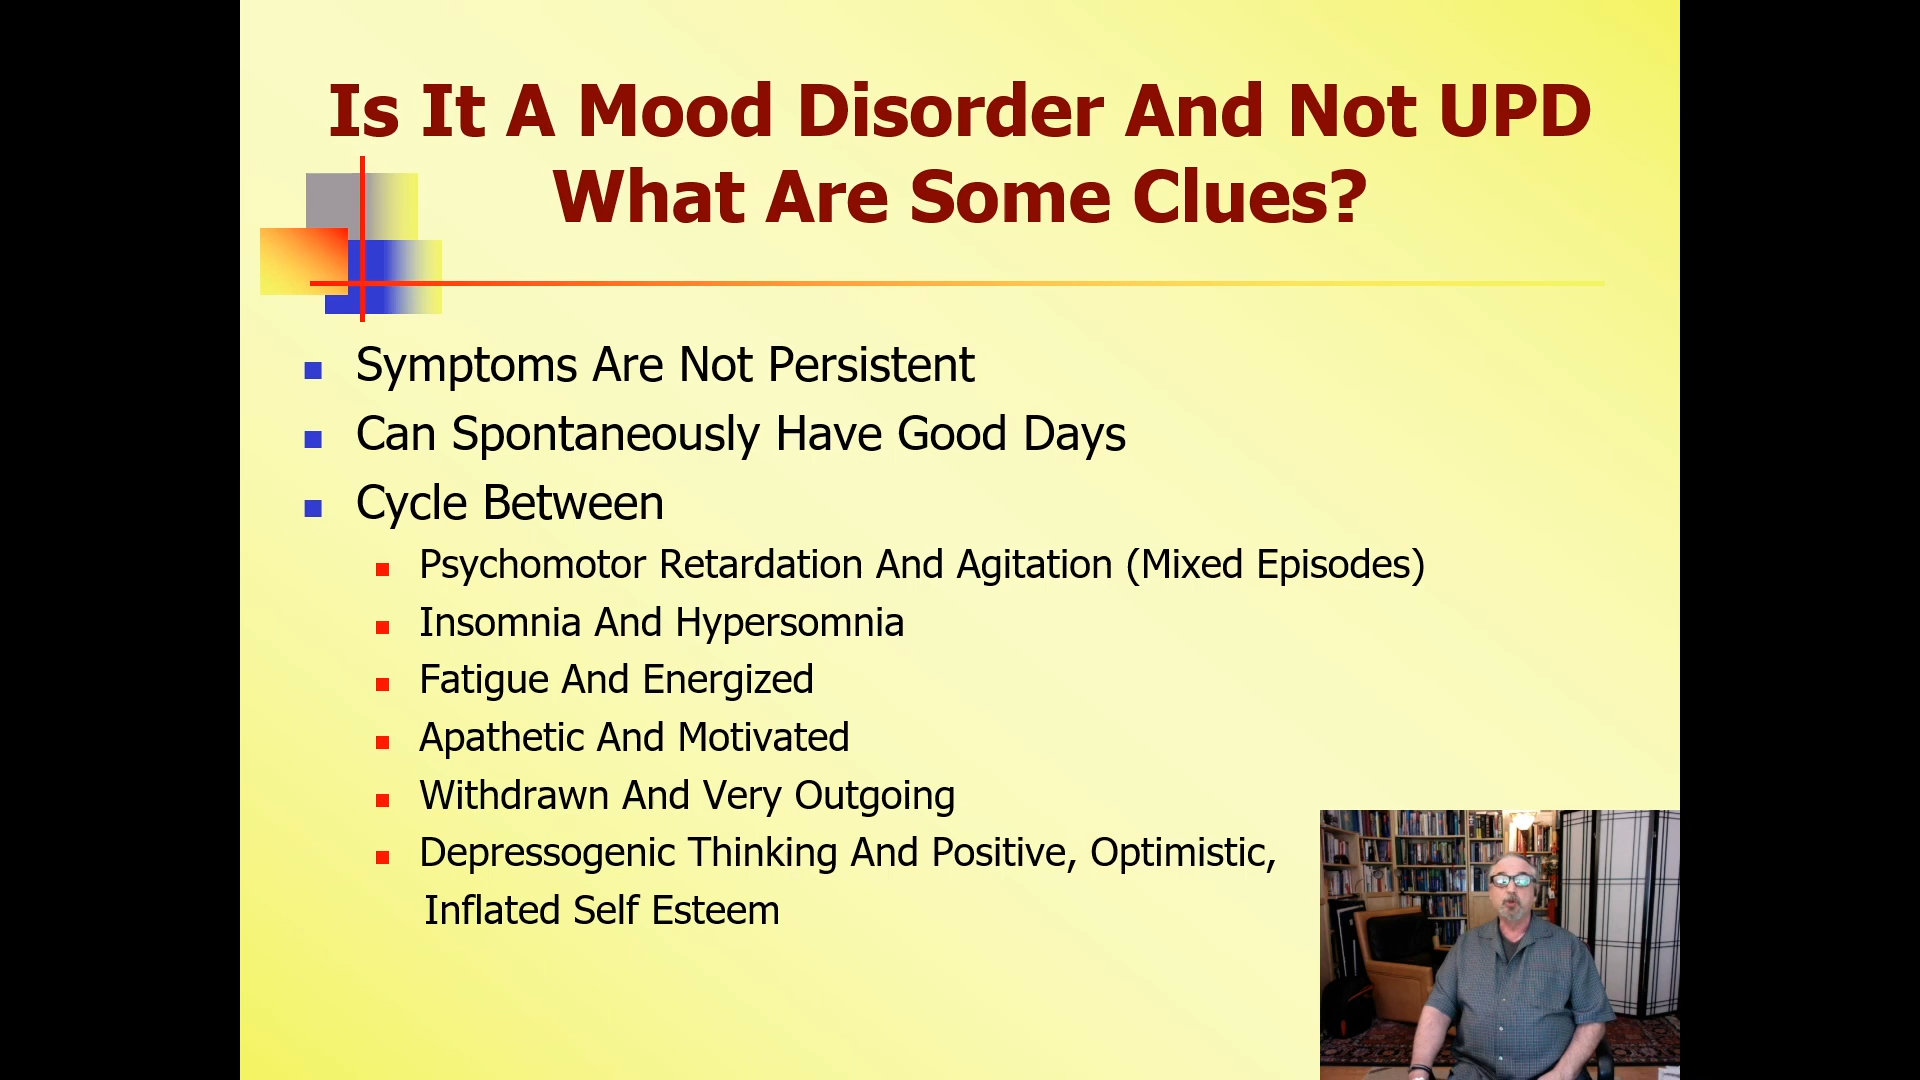 Is It A Mood Disorder And Not UPD
What Are Some Clues?
Symptoms Are Not Persistent
Can Spontaneously Have Good Days
Cycle Between
Psychomotor Retardation And Agitation (Mixed Episodes)
Insomnia And Hypersomnia
Fatigue And Energized
Apathetic And Motivated
Withdrawn And Very Outgoing
Depressogenic Thinking And Positive, Optimistic,
Inflated Self Esteem